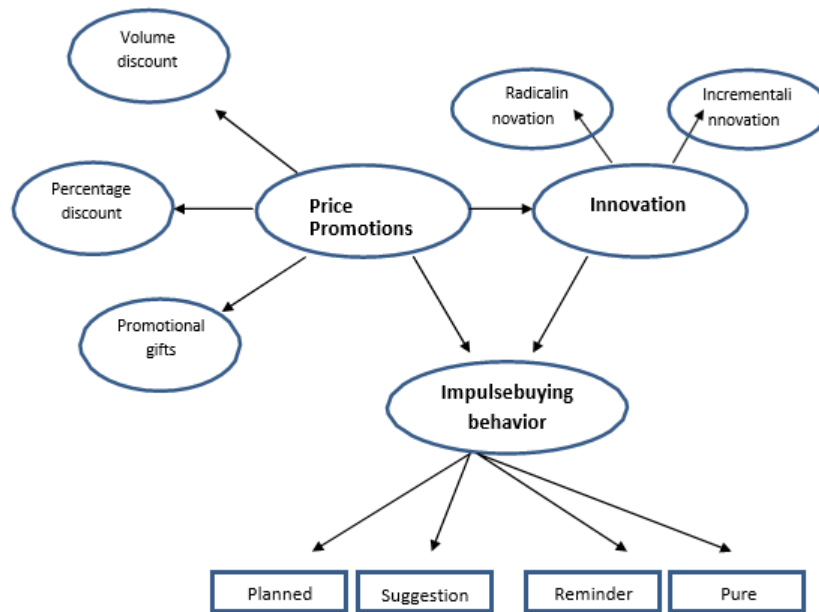 Volume
discount
Radicalin
novation
Incrementali
nnovation
Percentage
discount
Price
Promotions
Innovation
Promotional
gifts
Impulsebuying
behavior
Planned
Suggestion
Reminder
Pure